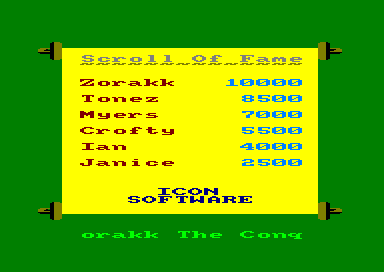 Scroll Of Fame
Zorakk 10000
Tonez 8500
Myers 7000
Crofty 5500
Ian 4000
Janice 2500
ICON
SOFTWARE
orakk The Conq